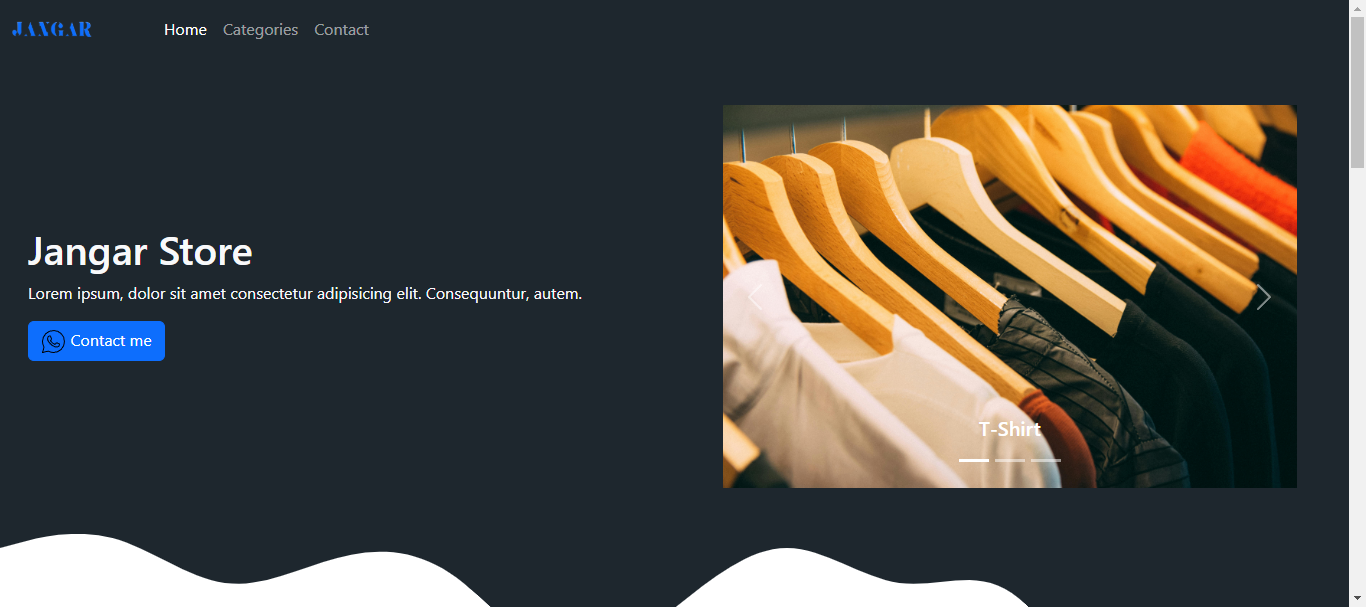 JANGAR
Home Categories Contact
Jangar Store
Lorem ipsum, dolor sit amet consectetur adipisicing elit. Consequuntur, autem.
Contact me
T-Shirt